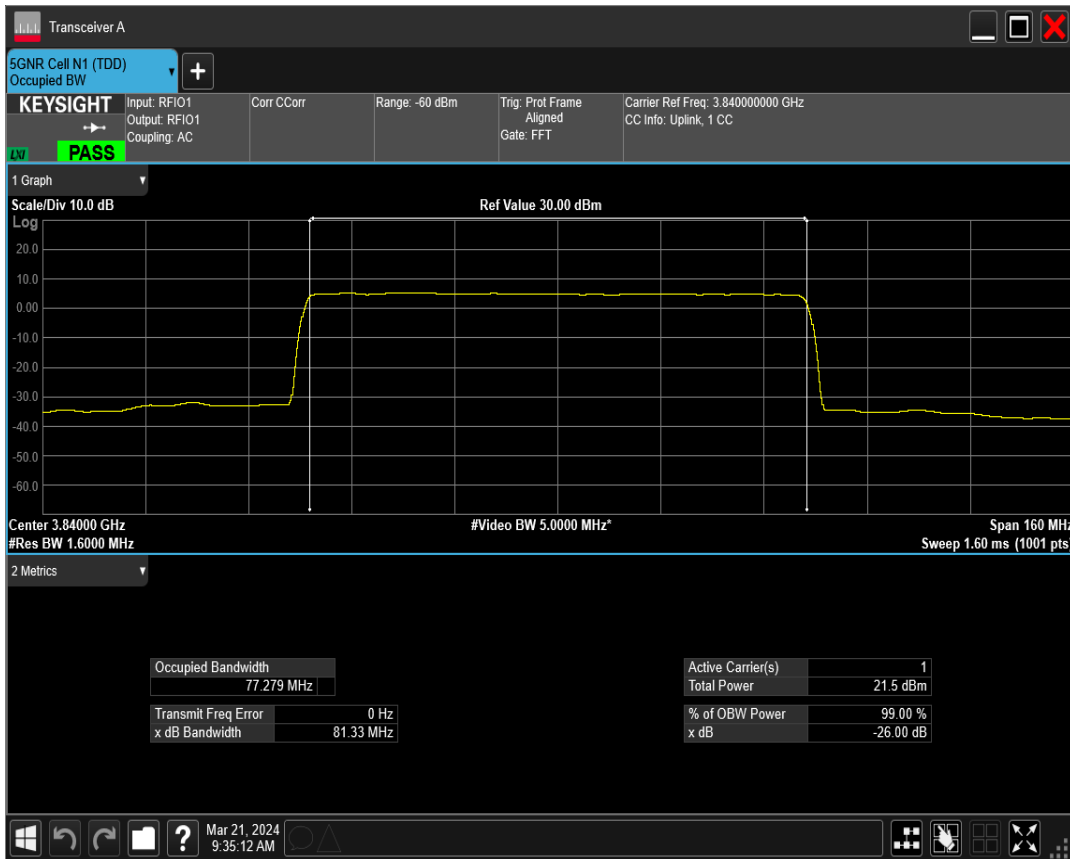 Transceiver A
5GNR Cell N1 (TDD)
Occupied BW
+
KEYSIGHT
LXI
PASS
Input: RFIO1
Output: RFIO1
Coupling: AC
Corr CCorr
Range: -60 dBm
Trig: Prot Frame
Aligned
Gate: FFT
Carrier Ref Freq: 3.840000000 GHz
CC Info: Uplink, 1 CC
1 Graph
Scale/Div 10.0 dB
Ref Value 30.00 dBm
Log
20.0
10.0
0.00
-10.0
-20.0
-30.0
-40.0
-50.0
-60.0
Center 3.84000 GHz
#Video BW 5.0000 MHz*
Span 160 MHz
#Res BW 1.6000 MHz
Sweep 1.60 ms (1001 pts)
2 Metrics
Occupied Bandwidth
77.279 MHz
Transmit Freq Error 0 Hz
x dB Bandwidth 81.33 MHz
Active Carrier(s) 1
Total Power 21.5 dBm
% of OBW Power 99.00 %
x dB -26.00 dB
?
Mar 21, 2024
9:35:12 AM